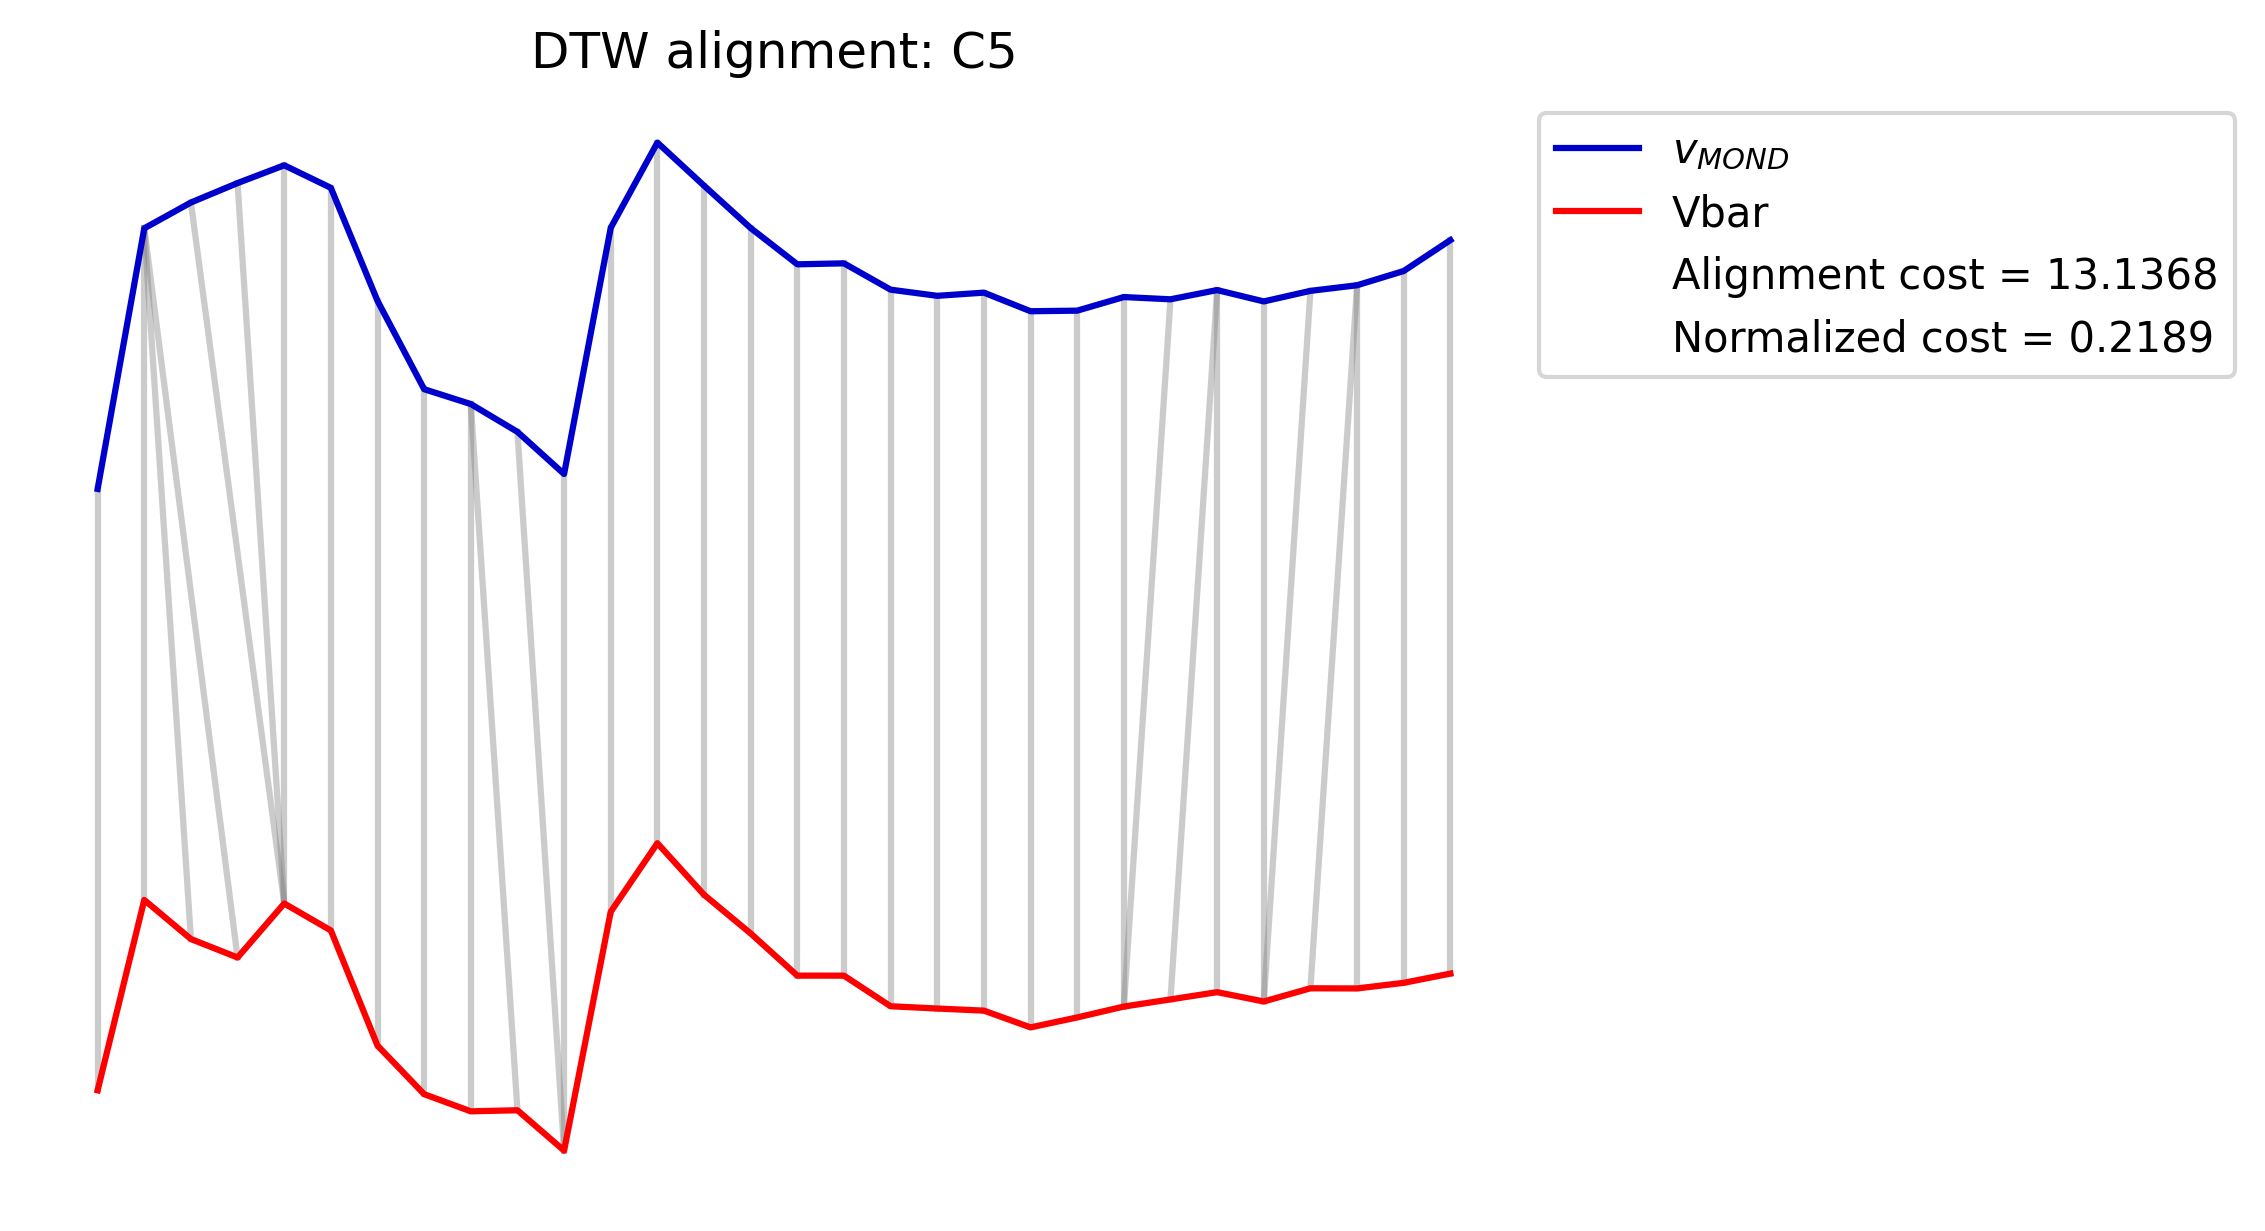 DTW alignment: C5
v_MOND
Vbar
Alignment cost = 13.1368
Normalized cost = 0.2189